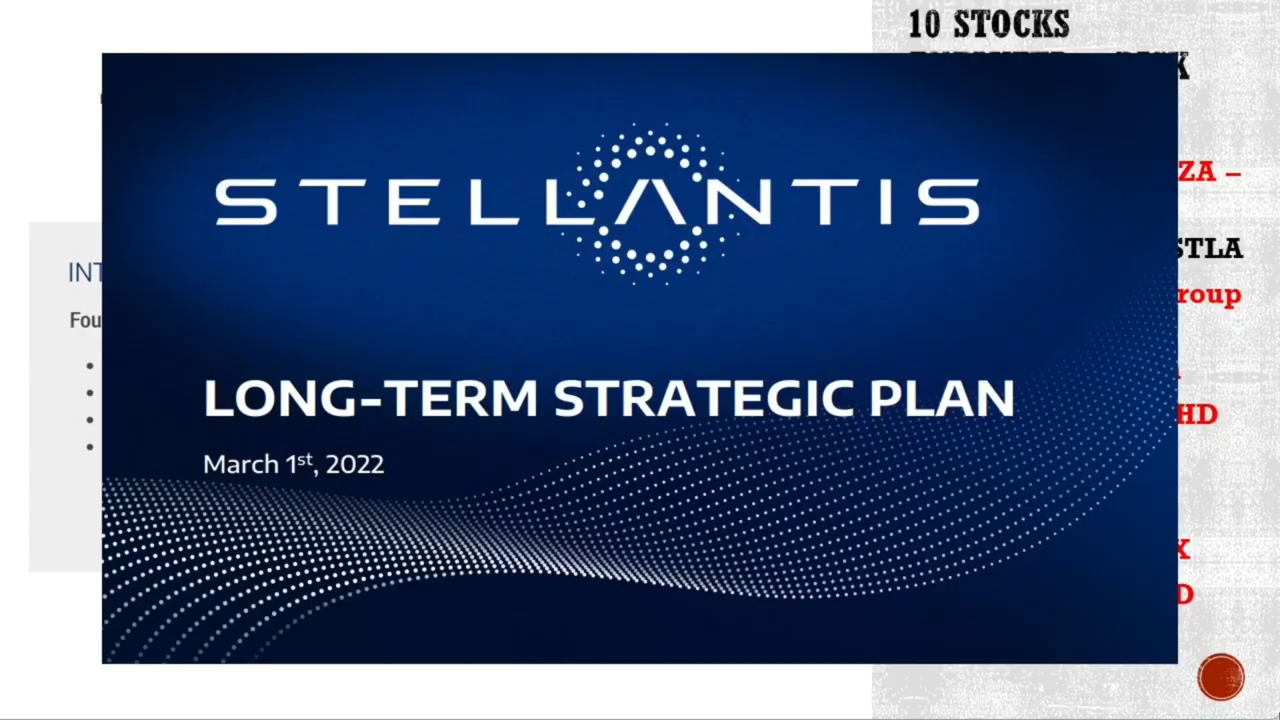 10 STOCKS
ZA –
STELLANTIS
STLA
INT
roup
Fou
LONG-TERM STRATEGIC PLAN
HD
March 1st, 2022
X
D